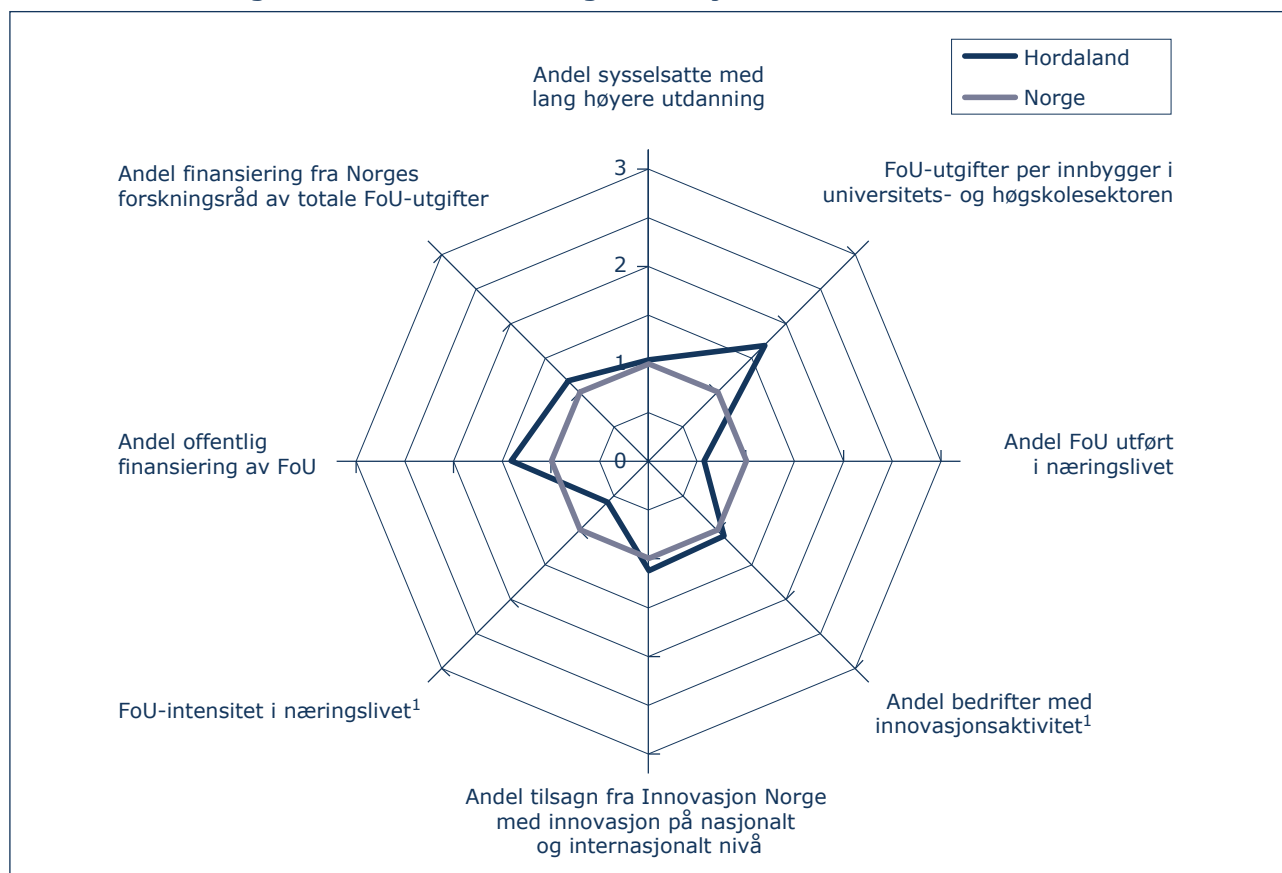 Hordaland
Norge
Andel sysselsatte med
lang høyere utdanning
Andel finansiering fra Norges
forskningsråd av totale FoU-utgifter
FoU-utgifter per innbygger i
universitets- og høgskolesektoren
3
2
1
0
Andel offentlig
finansiering av FoU
Andel FoU utført
i næringslivet
FoU-intensitet i næringslivet¹
Andel bedrifter med
innovasjonsaktivitet¹
Andel tilsagn fra Innovasjon Norge
med innovasjon på nasjonalt
og internasjonalt nivå